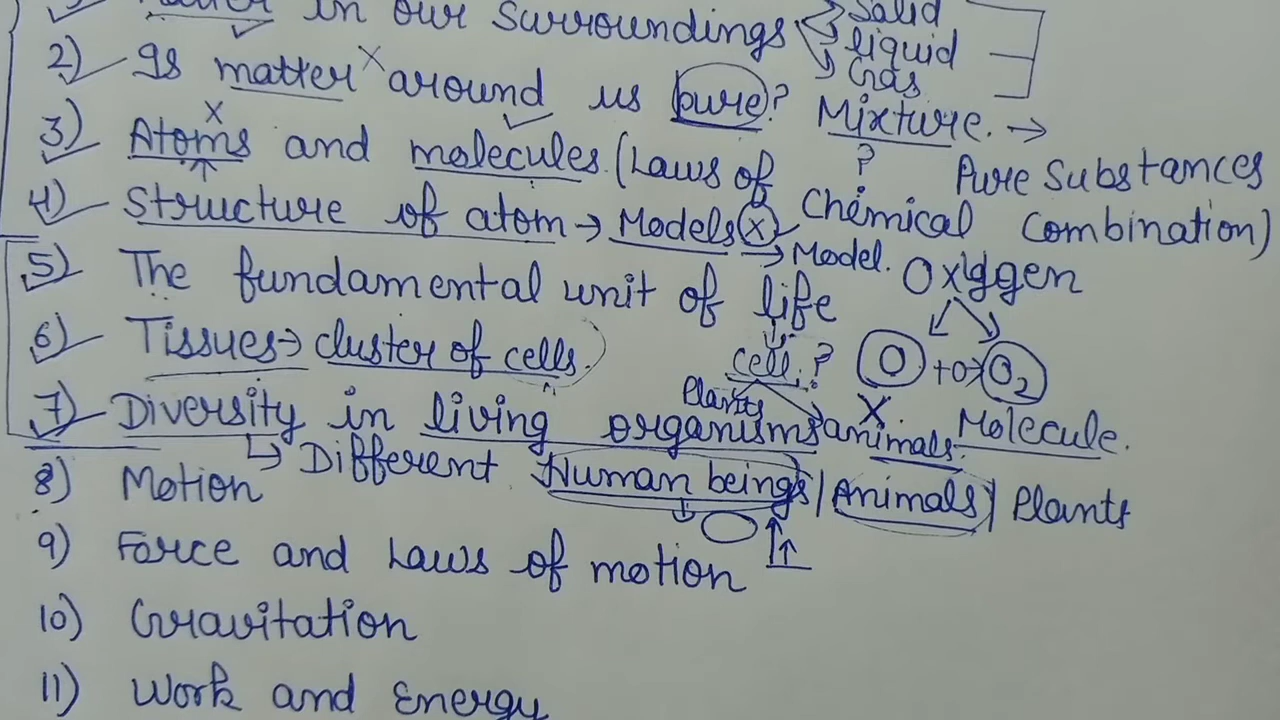 Matter in our surroundings Solid
liquid
Gas
2) Is matter around us pure? Mixture. →
? Pure Substances
3) Atoms and molecules. (Laws of
Chemical Combination)
4) Structure of atom → Models → Model.
5) The fundamental unit of life
cell. ?
Plants animals
Oxygen
O + O → O2
X Molecule.
6) Tissues → cluster of cells.
7) Diversity in living organisms
↳ Different Human beings / Animals / Plants
8) Motion
9) Force and Laws of motion
10) Gravitation
11) Work and Energy